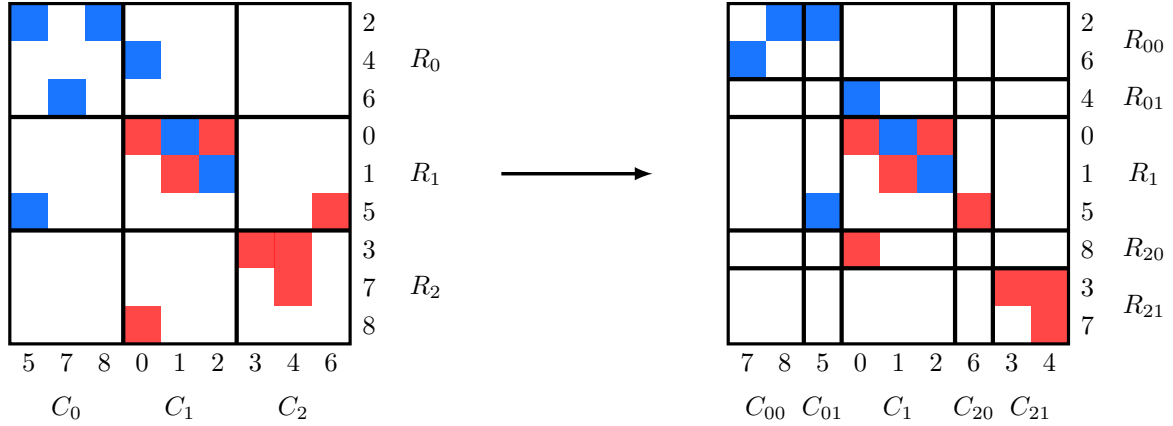 2 2
4 R_0 6 R_00
6 4 R_01
0 0
1 R_1 1 R_1
5 5
3 8 R_20
7 R_2 3
8 7 R_21
5 7 8 0 1 2 3 4 6 7 8 5 0 1 2 6 3 4
C_0 C_1 C_2 C_00 C_01 C_1 C_20 C_21